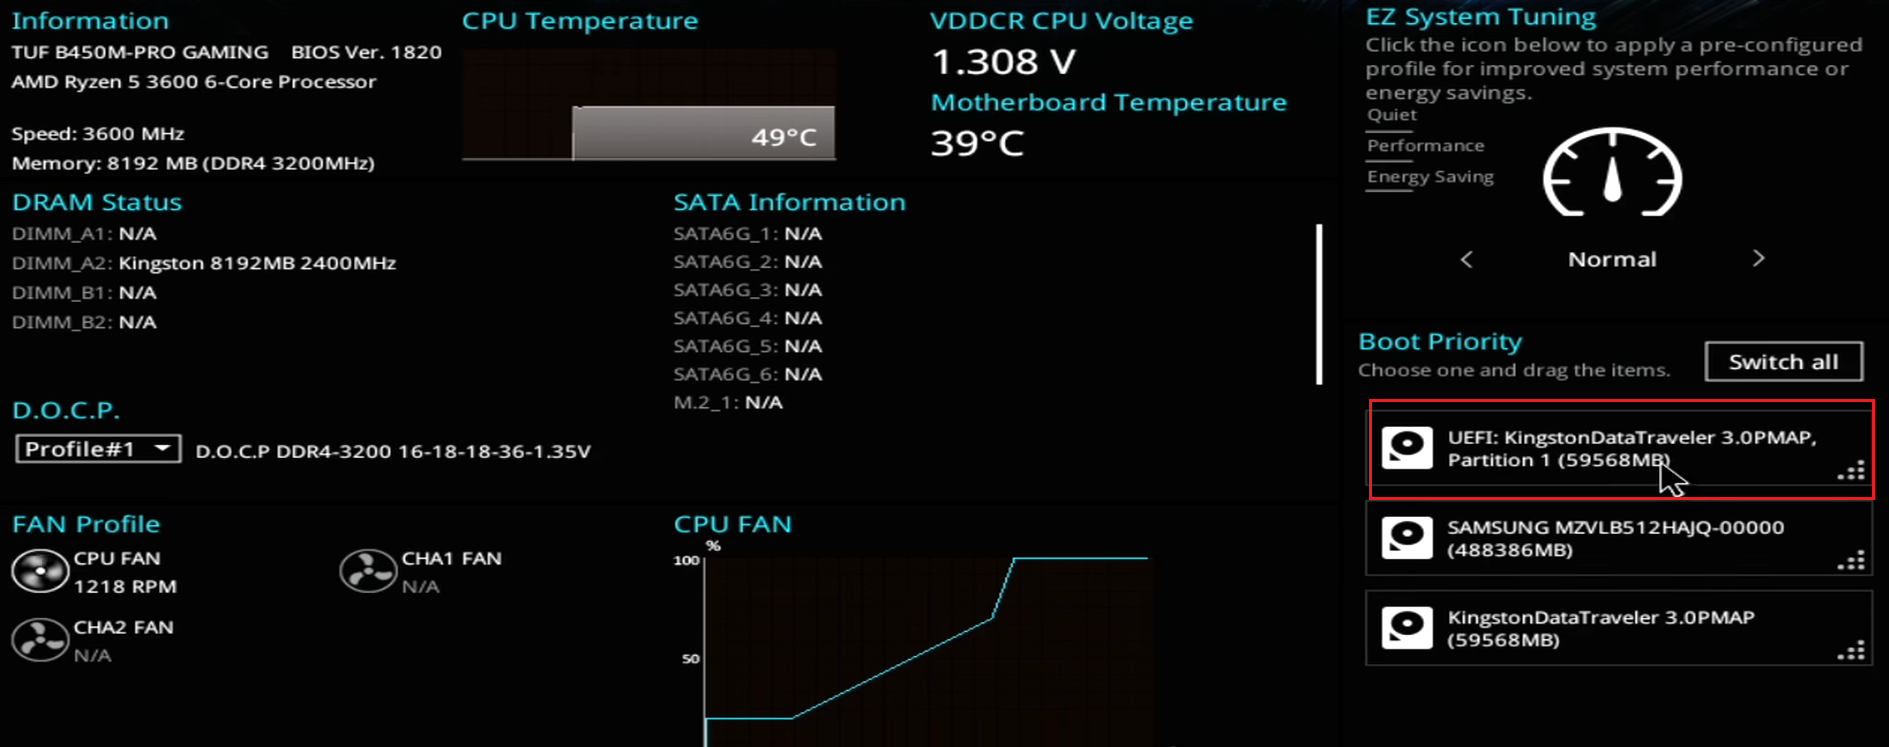 Information
TUF B450M-PRO GAMING BIOS Ver. 1820
AMD Ryzen 5 3600 6-Core Processor
Speed: 3600 MHz
Memory: 8192 MB (DDR4 3200MHz)
CPU Temperature
49°C
VDDCR CPU Voltage
1.308 V
Motherboard Temperature
39°C
DRAM Status
DIMM_A1: N/A
DIMM_A2: Kingston 8192MB 2400MHz
DIMM_B1: N/A
DIMM_B2: N/A
SATA Information
SATA6G_1: N/A
SATA6G_2: N/A
SATA6G_3: N/A
SATA6G_4: N/A
SATA6G_5: N/A
SATA6G_6: N/A
M.2_1: N/A
D.O.C.P.
Profile#1 D.O.C.P DDR4-3200 16-18-18-36-1.35V
FAN Profile
CPU FAN
1218 RPM
CHA1 FAN
N/A
CHA2 FAN
N/A
CPU FAN
%
100
50
EZ System Tuning
Click the icon below to apply a pre-configured
profile for improved system performance or
energy savings.
Quiet
Performance
Energy Saving
Normal
Boot Priority
Choose one and drag the items.
Switch all
UEFI: KingstonDataTraveler 3.0PMAP,
Partition 1 (59568MB)
SAMSUNG MZVLB512HAJQ-00000
(488386MB)
KingstonDataTraveler 3.0PMAP
(59568MB)